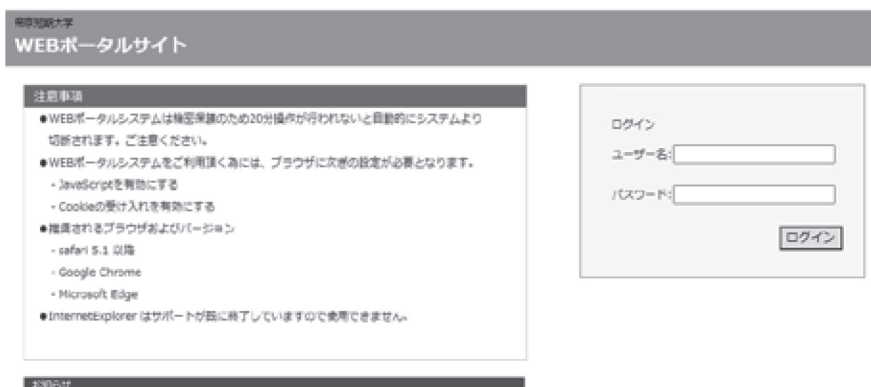 帝京短期大学
WEBポータルサイト
注意事項
●WEBポータルシステムは機密保護のため20分操作が行われないと自動的にシステムより
切断されます。ご注意ください。
●WEBポータルシステムをご利用頂く為には、ブラウザに次の設定が必要となります。
- JavaScriptを有効にする
- Cookieの受け入れを有効にする
●推奨されるブラウザおよびバージョン
- safari 5.1 以降
- Google Chrome
- Microsoft Edge
●InternetExplorer はサポートが既に終了していますので使用できません。
お知らせ
ログイン
ユーザー名:
パスワード:
ログイン